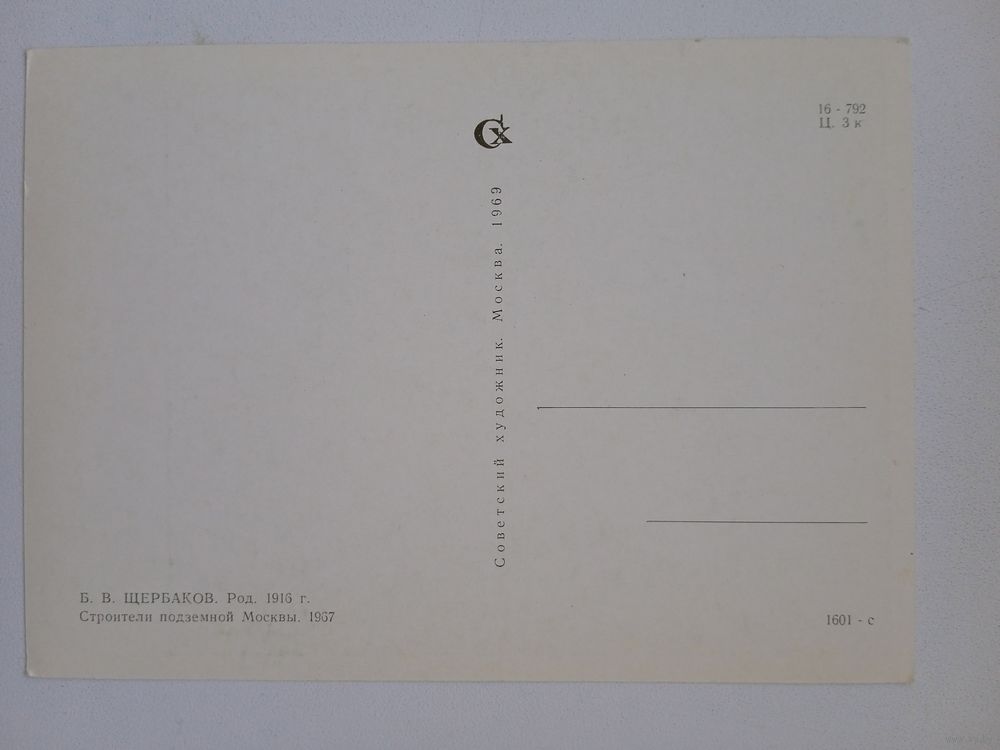 Сх
16 - 792
Ц. 3 к
Советский художник. Москва. 1969
Б. В. ЩЕРБАКОВ. Род. 1916 г.
Строители подземной Москвы. 1967
1601 - с